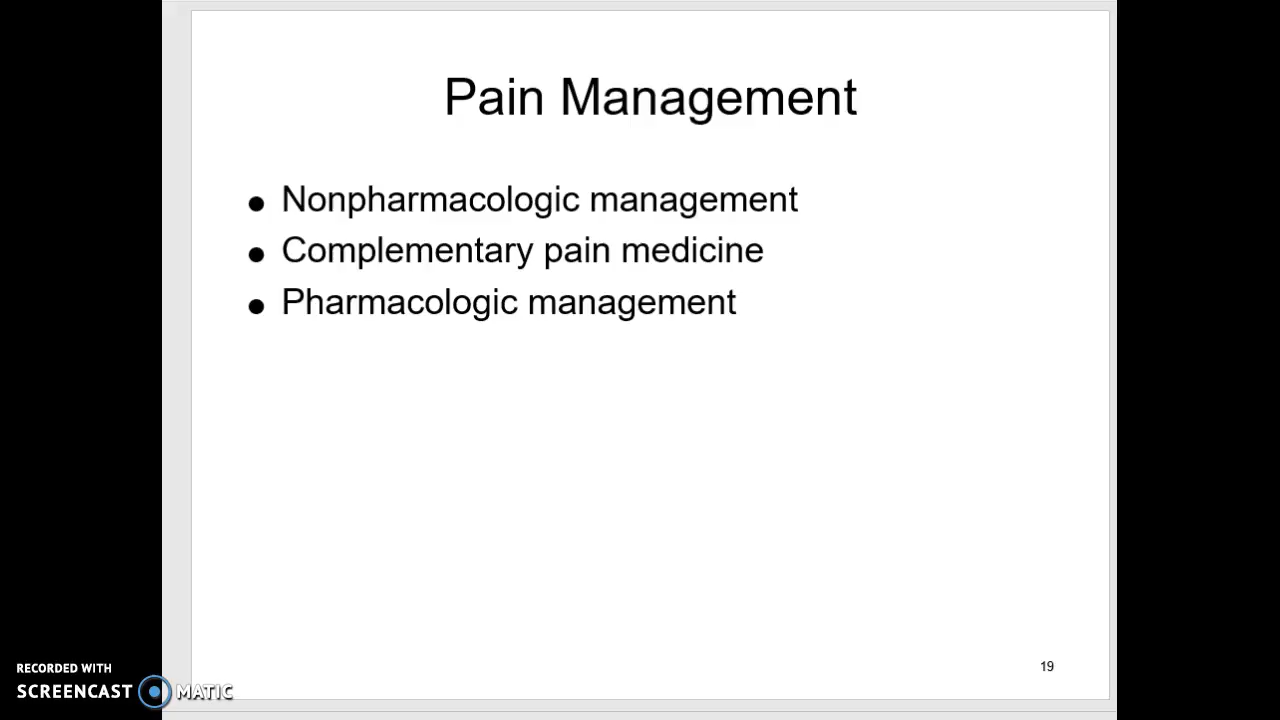 Pain Management
● Nonpharmacologic management
● Complementary pain medicine
● Pharmacologic management
19
RECORDED WITH
SCREENCAST MATIC